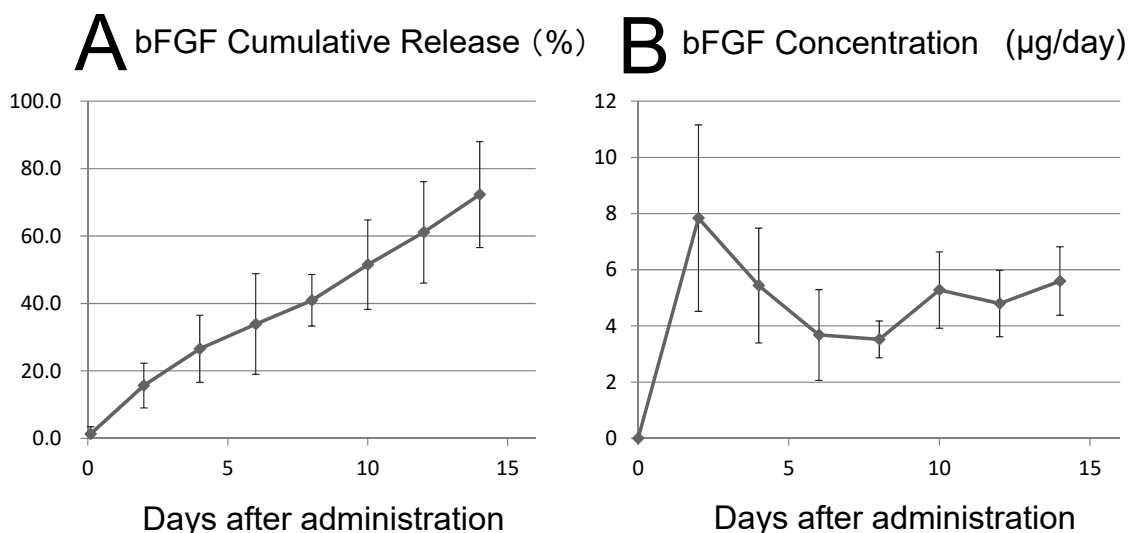 A bFGF Cumulative Release（%）
100.0
80.0
60.0
40.0
20.0
0.0
0 5 10 15
Days after administration
B bFGF Concentration (µg/day)
12
10
8
6
4
2
0
0 5 10 15
Days after administration